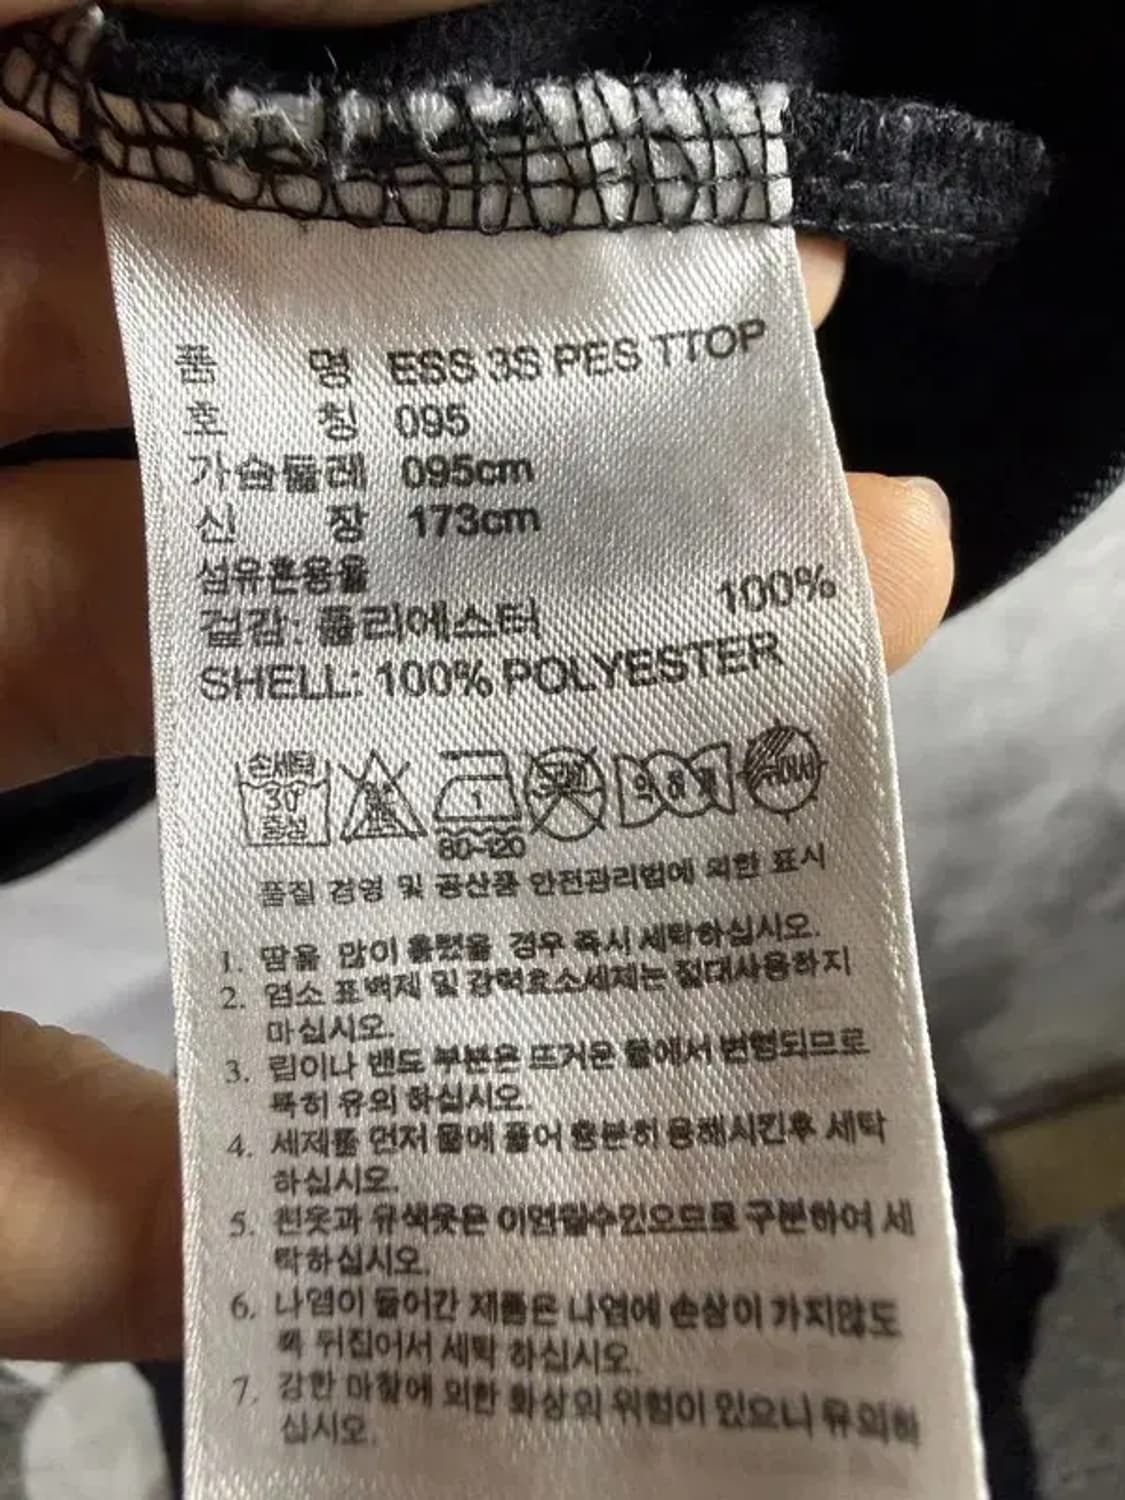 품 명 ESS 3S PES TTOP
호 칭 095
가슴둘레 095cm
신 장 173cm
섬유혼용율
겉감: 폴리에스터 100%
SHELL: 100% POLYESTER
손세탁
30°
중성
1
80-120
품질 경영 및 공산품 안전관리법에 의한 표시
1. 땀을 많이 흘렸을 경우 즉시 세탁하십시오.
2. 염소 표백제 및 강력효소세제는 절대사용하지
마십시오.
3. 립이나 밴드 부분은 뜨거운 물에서 변형되므로
특히 유의 하십시오.
4. 세제를 먼저 물에 풀어 충분히 용해시킨후 세탁
하십시오.
5. 흰옷과 유색옷은 이염될수있으므로 구분하여 세
탁하십시오.
6. 나염이 들어간 제품은 나염에 손상이 가지않도
록 뒤집어서 세탁 하십시오.
7. 강한 마찰에 의한 화상의 위험이 있으니 유의하
십시오.